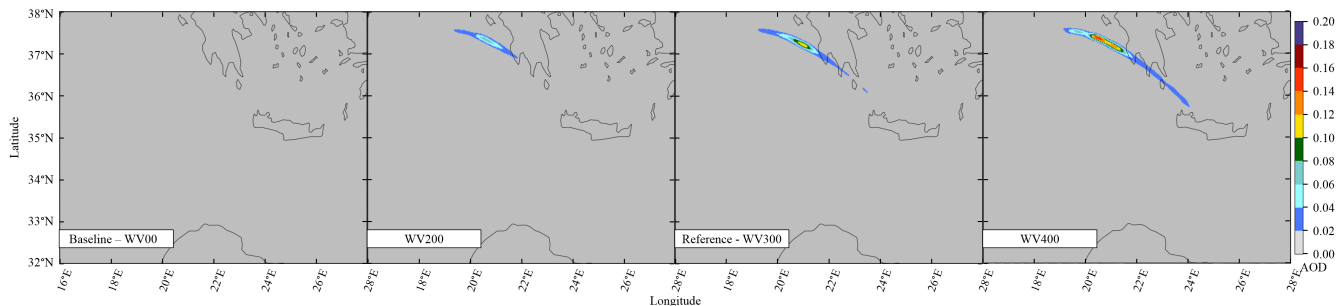 38°N
37°N
36°N
35°N
34°N
33°N
32°N
Latitude
Baseline – WV00
WV200
Reference - WV300
WV400
0.20
0.18
0.16
0.14
0.12
0.10
0.08
0.06
0.04
0.02
0.00
AOD
16°E
18°E
20°E
22°E
24°E
26°E
28°E
18°E
20°E
22°E
24°E
26°E
28°E
18°E
20°E
22°E
24°E
26°E
28°E
18°E
20°E
22°E
24°E
26°E
28°E
Longitude